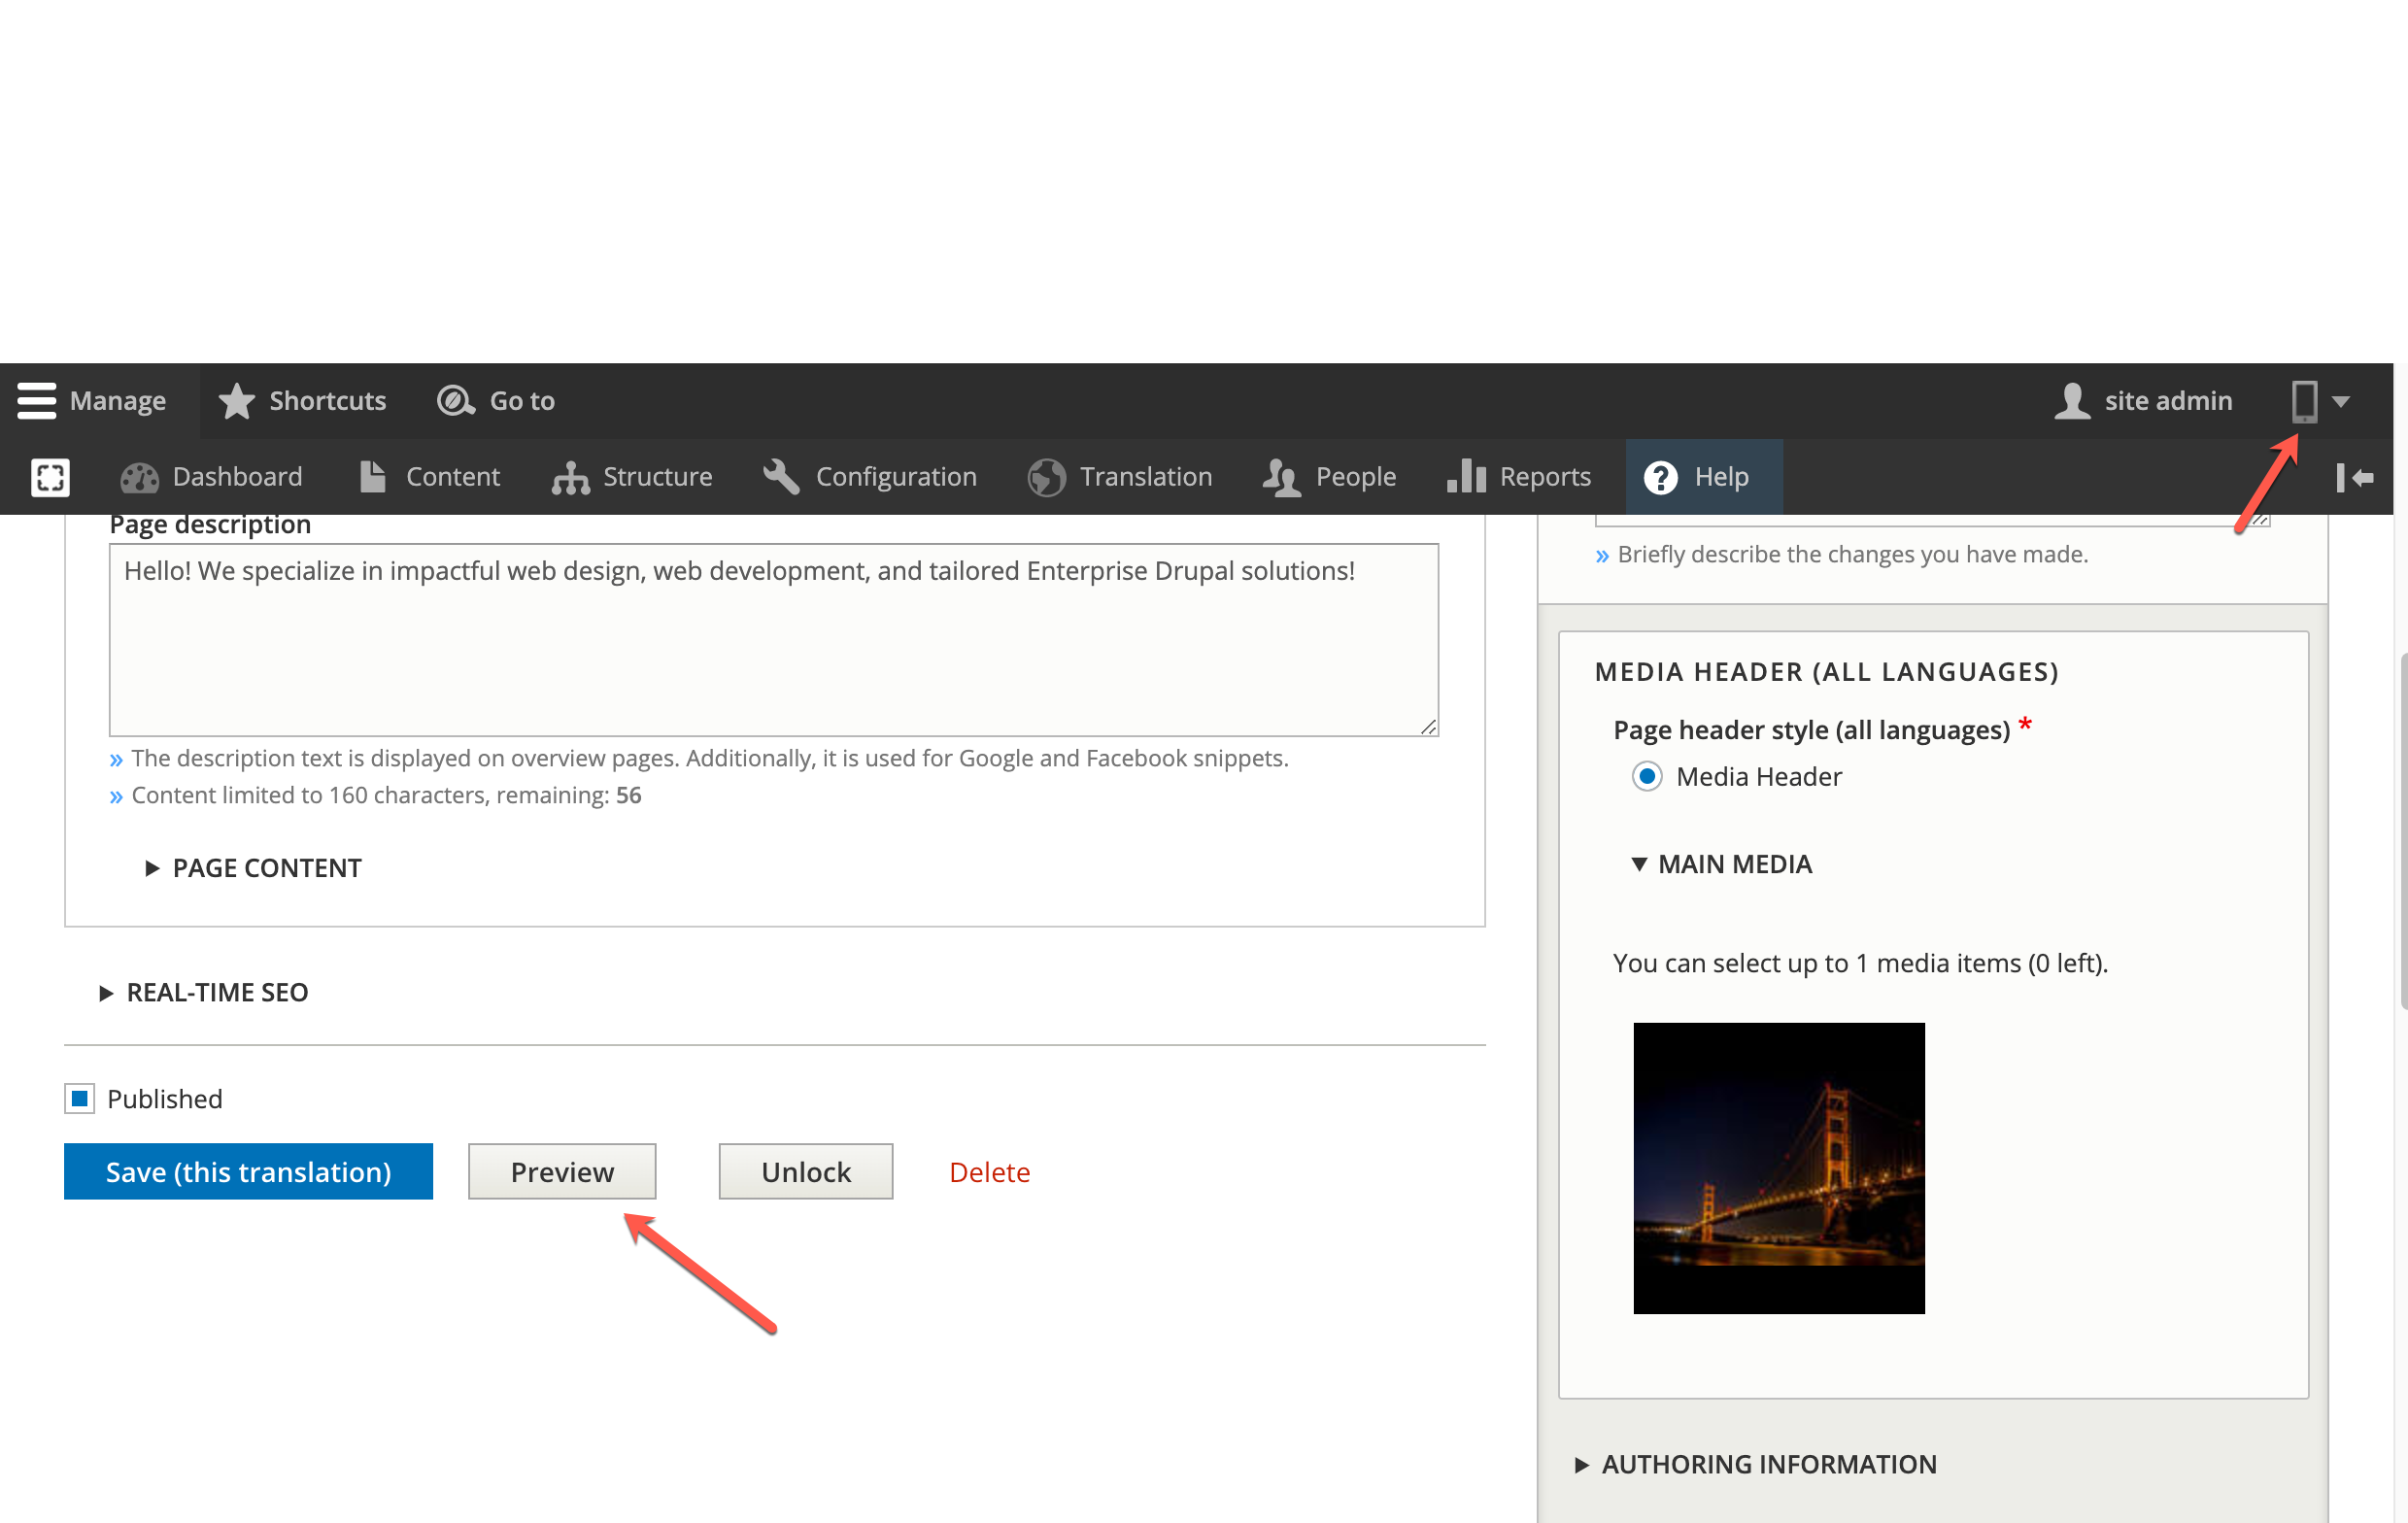 Manage Shortcuts Go to site admin
Dashboard Content Structure Configuration Translation People Reports Help
Page description
Hello! We specialize in impactful web design, web development, and tailored Enterprise Drupal solutions!
» The description text is displayed on overview pages. Additionally, it is used for Google and Facebook snippets.
» Content limited to 160 characters, remaining: 56
PAGE CONTENT
REAL-TIME SEO
Published
Save (this translation) Preview Unlock Delete
» Briefly describe the changes you have made.
MEDIA HEADER (ALL LANGUAGES)
Page header style (all languages) *
Media Header
MAIN MEDIA
You can select up to 1 media items (0 left).
AUTHORING INFORMATION